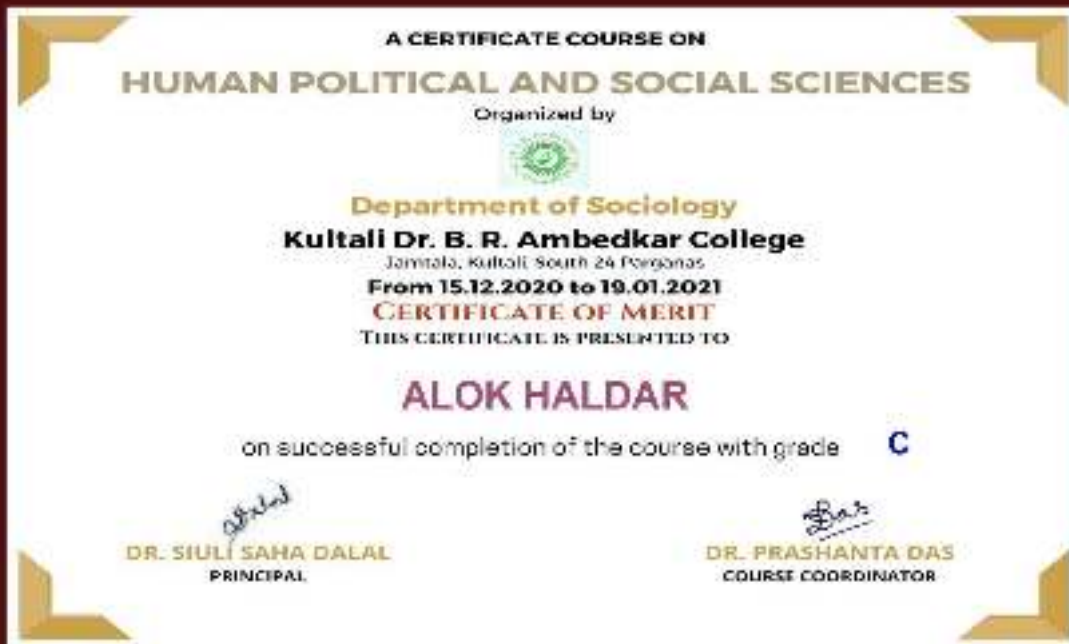 A CERTIFICATE COURSE ON
HUMAN POLITICAL AND SOCIAL SCIENCES
Organized by
Department of Sociology
Kultali Dr. B. R. Ambedkar College
Jamtala, Kultali, South 24 Parganas
From 15.12.2020 to 19.01.2021
CERTIFICATE OF MERIT
THIS CERTIFICATE IS PRESENTED TO
ALOK HALDAR
on successful completion of the course with grade C
Das
DR. SIULI SAHA DALAL
DR. PRASHANTA DAS
PRINCIPAL
COURSE COORDINATOR